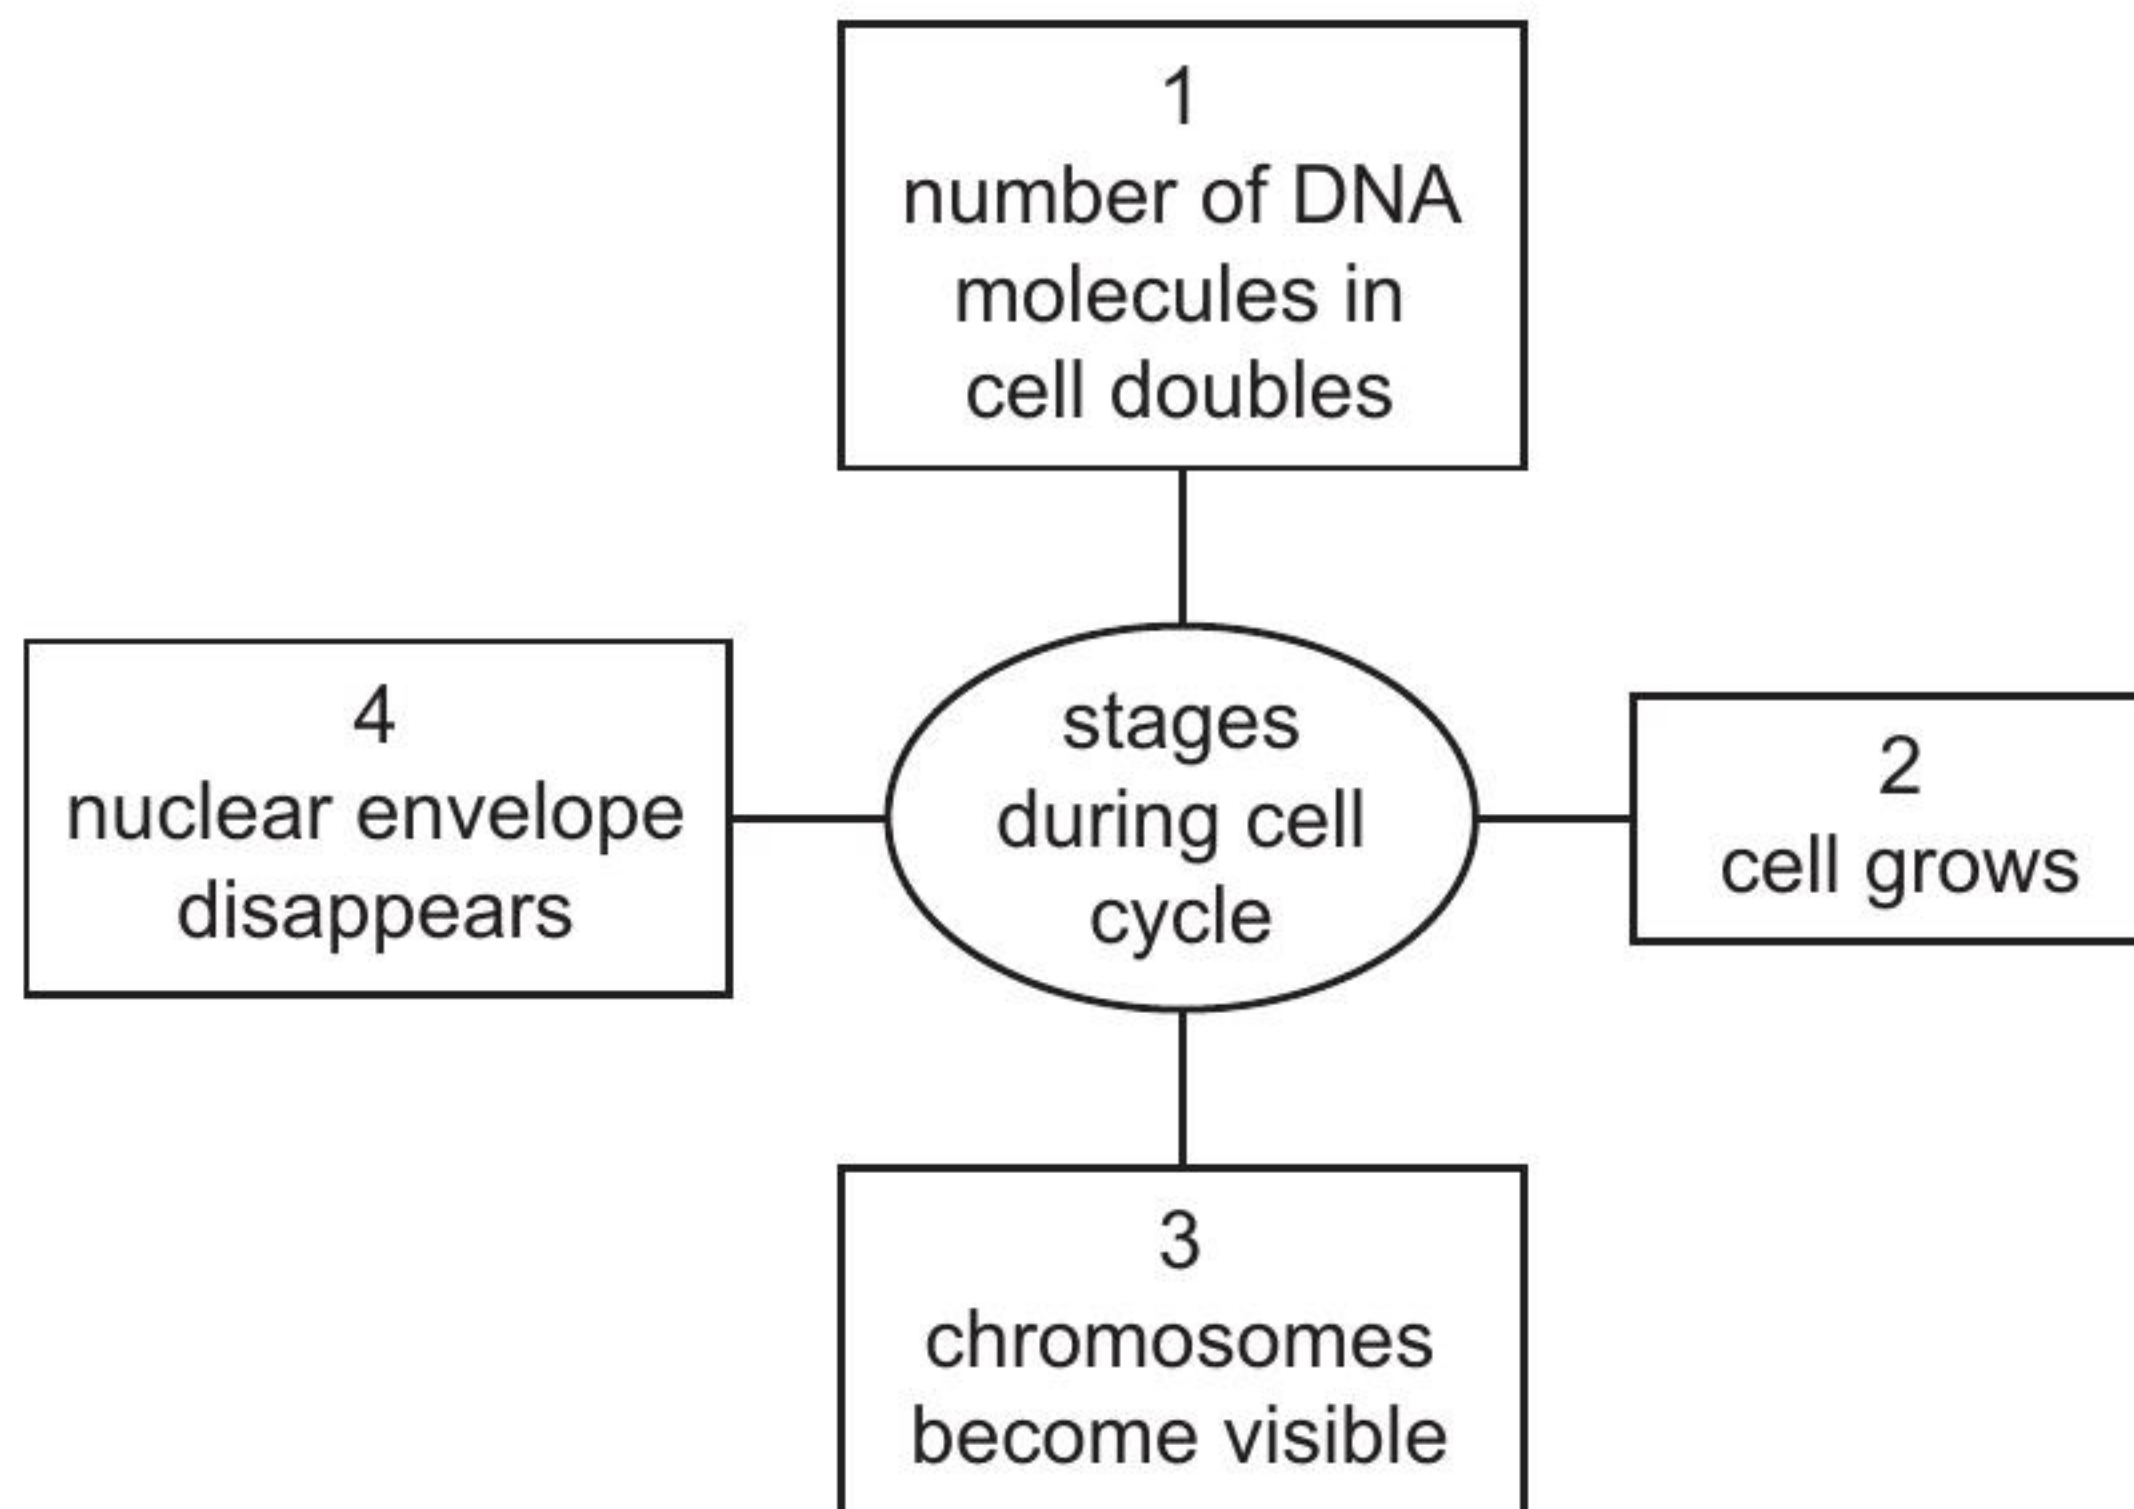 1
number of DNA
molecules in
cell doubles
4
nuclear envelope
disappears
stages
during cell
cycle
2
cell grows
3
chromosomes
become visible